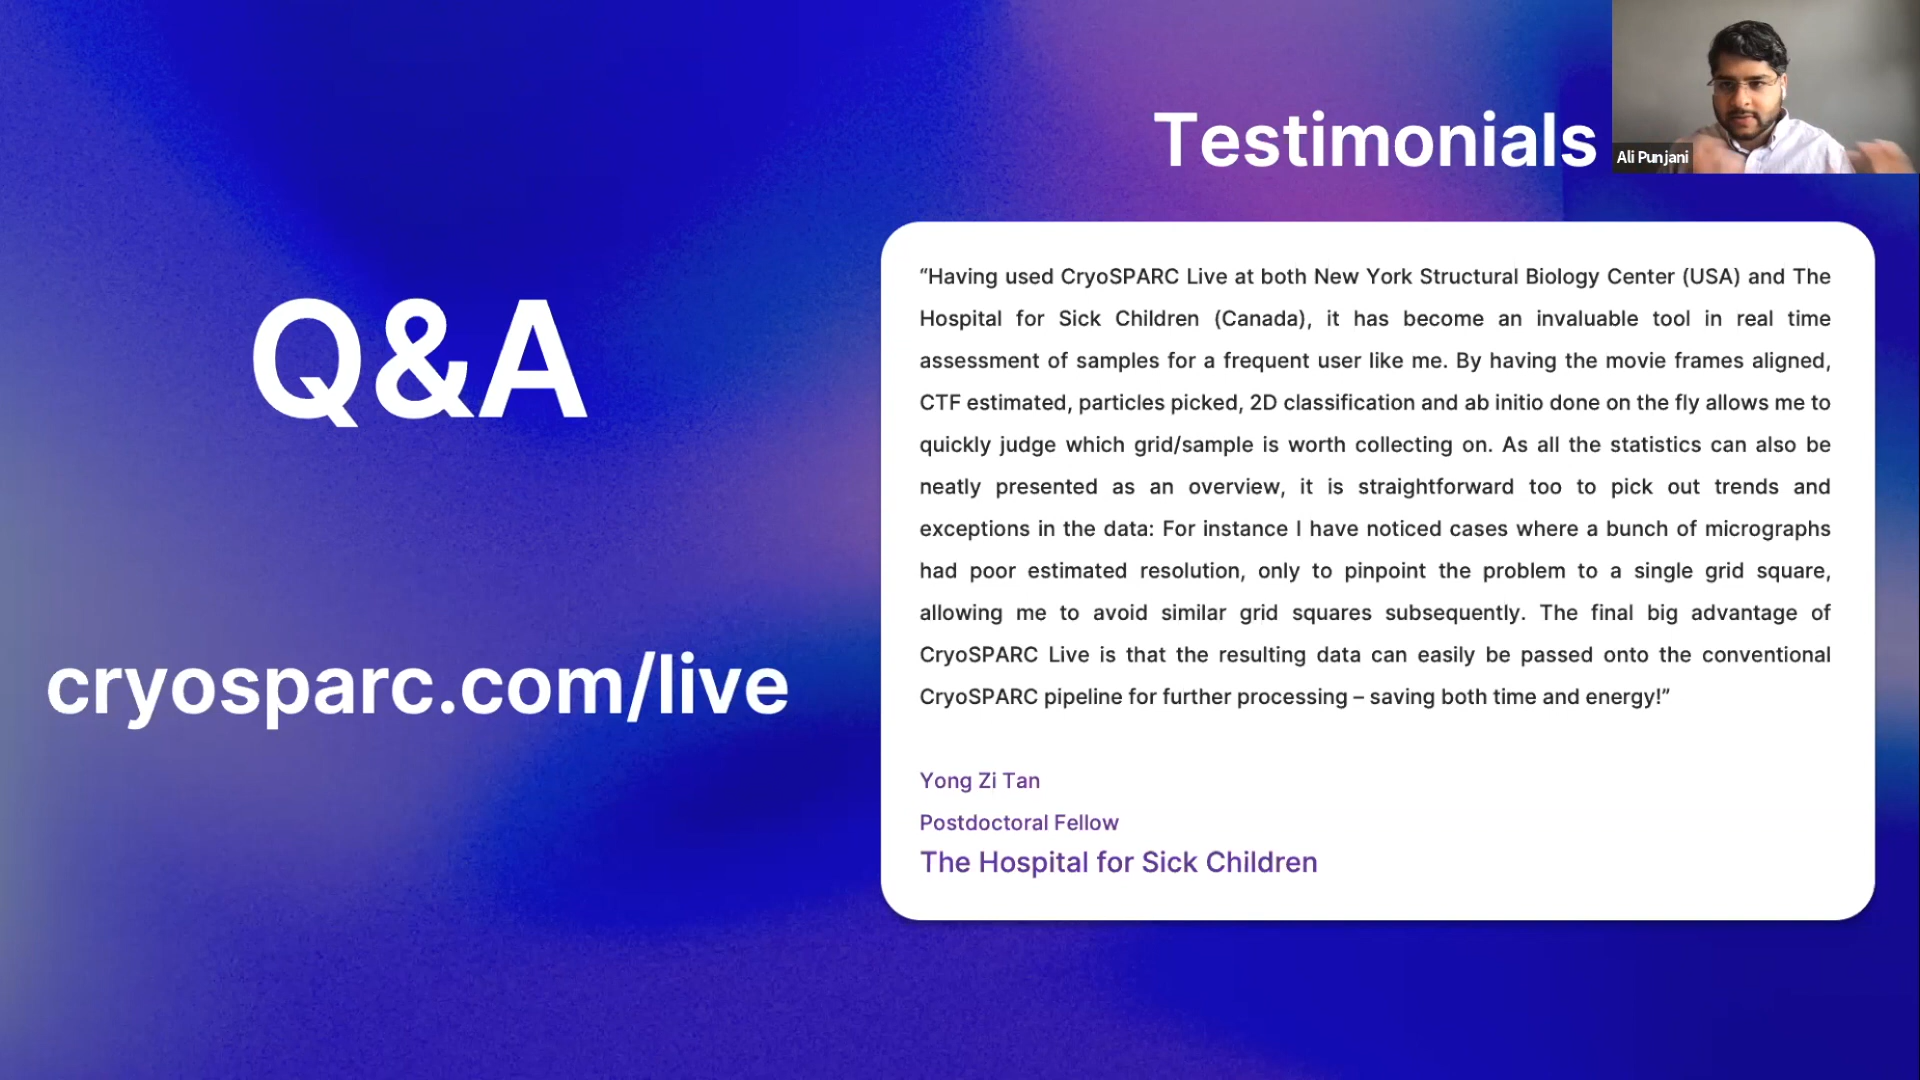 Testimonials
Ali Punjani
Q&A
cryosparc.com/live
“Having used CryoSPARC Live at both New York Structural Biology Center (USA) and The
Hospital for Sick Children (Canada), it has become an invaluable tool in real time
assessment of samples for a frequent user like me. By having the movie frames aligned,
CTF estimated, particles picked, 2D classification and ab initio done on the fly allows me to
quickly judge which grid/sample is worth collecting on. As all the statistics can also be
neatly presented as an overview, it is straightforward too to pick out trends and
exceptions in the data: For instance I have noticed cases where a bunch of micrographs
had poor estimated resolution, only to pinpoint the problem to a single grid square,
allowing me to avoid similar grid squares subsequently. The final big advantage of
CryoSPARC Live is that the resulting data can easily be passed onto the conventional
CryoSPARC pipeline for further processing – saving both time and energy!”
Yong Zi Tan
Postdoctoral Fellow
The Hospital for Sick Children